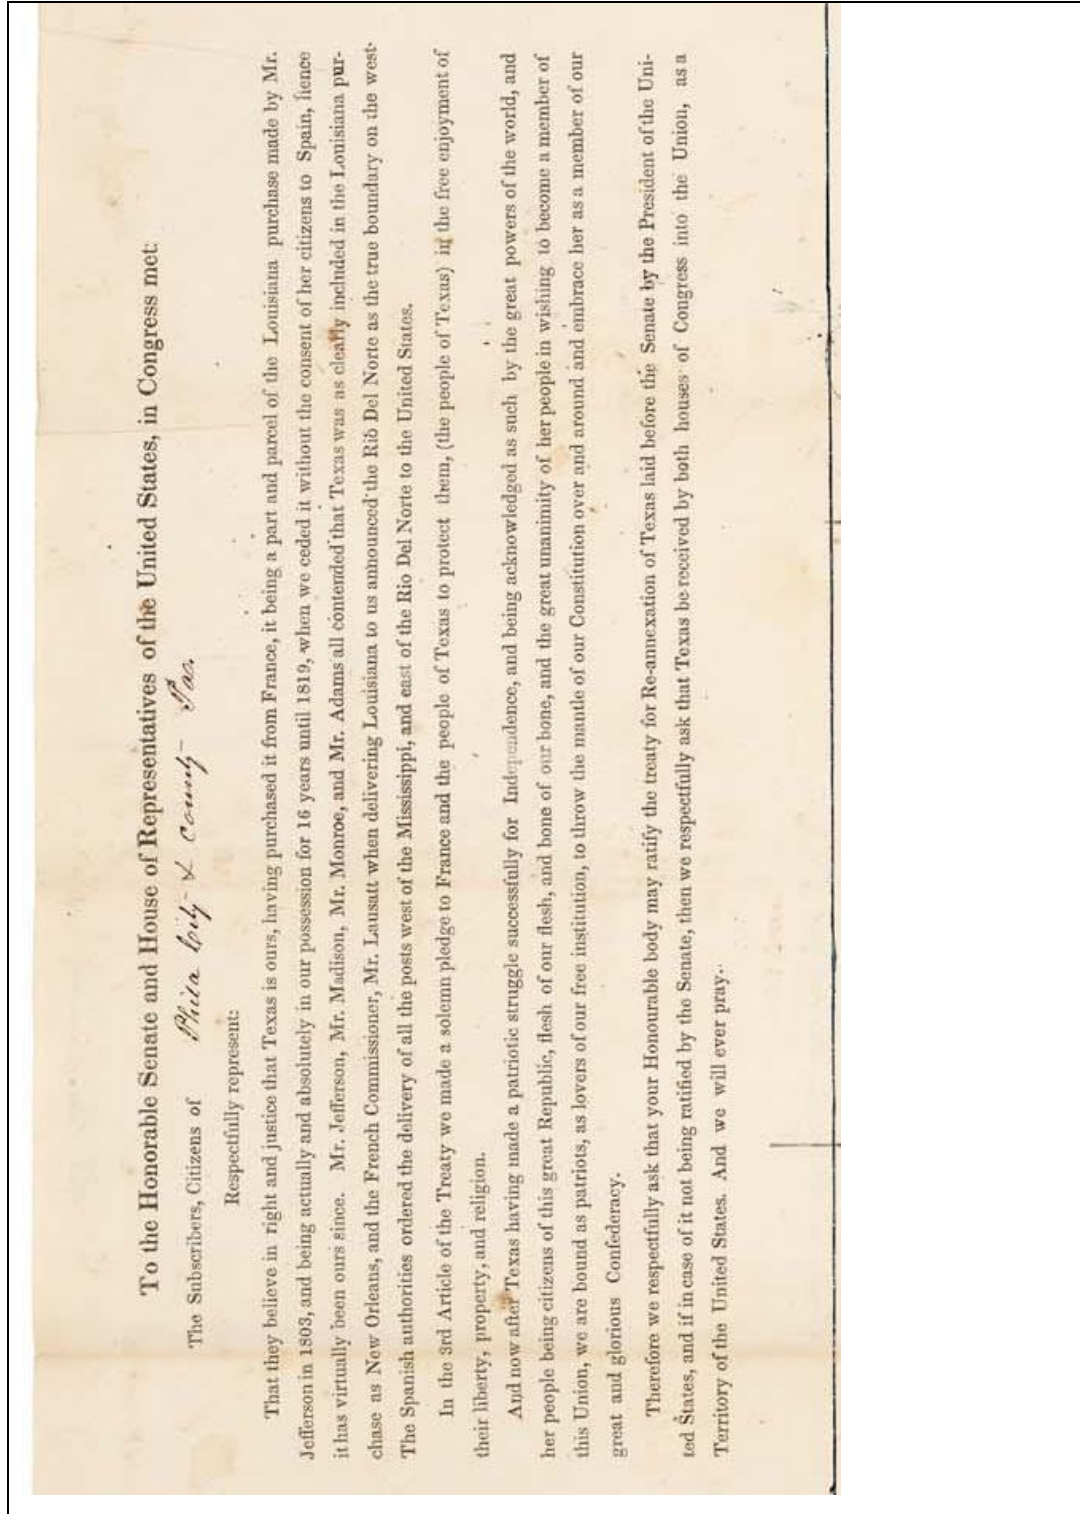 To the Honorable Senate and House of Representatives of the United States, in Congress met:
The Subscribers, Citizens of Phila City & County Pa.
Respectfully represent:
That they believe in right and justice that Texas is ours, having purchased it from France, it being a part and parcel of the Louisiana purchase made by Mr.
Jefferson in 1803, and being actually and absolutely in our possession for 16 years until 1819, when we ceded it without the consent of her citizens to Spain, sience
it has virtually been ours since. Mr. Jefferson, Mr. Madison, Mr. Monroe, and Mr. Adams all contended that Texas was as clearly included in the Louisiana pur-
chase as New Orleans, and the French Commissioner, Mr. Lausatt when delivering Louisiana to us announced the Rio Del Norte as the true boundary on the west.
The Spanish authorities ordered the delivery of all the posts west of the Mississippi, and east of the Rio Del Norte to the United States.
In the 3rd Article of the Treaty we made a solemn pledge to France and the people of Texas to protect them, (the people of Texas) in the free enjoyment of
their liberty, property, and religion.
And now after Texas having made a patriotic struggle successfully for Independence, and being acknowledged as such by the great powers of the world, and
her people being citizens of this great Republic, flesh of our flesh, and bone of our bone, and the great unanimity of her people in wishing to become a member of
this Union, we are bound as patriots, as lovers of our free institution, to throw the mantle of our Constitution over and around and embrace her as a member of our
great and glorious Confederacy.
Therefore we respectfully ask that your Honourable body may ratify the treaty for Re-annexation of Texas laid before the Senate by the President of the Uni-
ted States, and if in case of it not being ratified by the Senate, then we respectfully ask that Texas be received by both houses of Congress into the Union, as a
Territory of the United States. And we will ever pray.